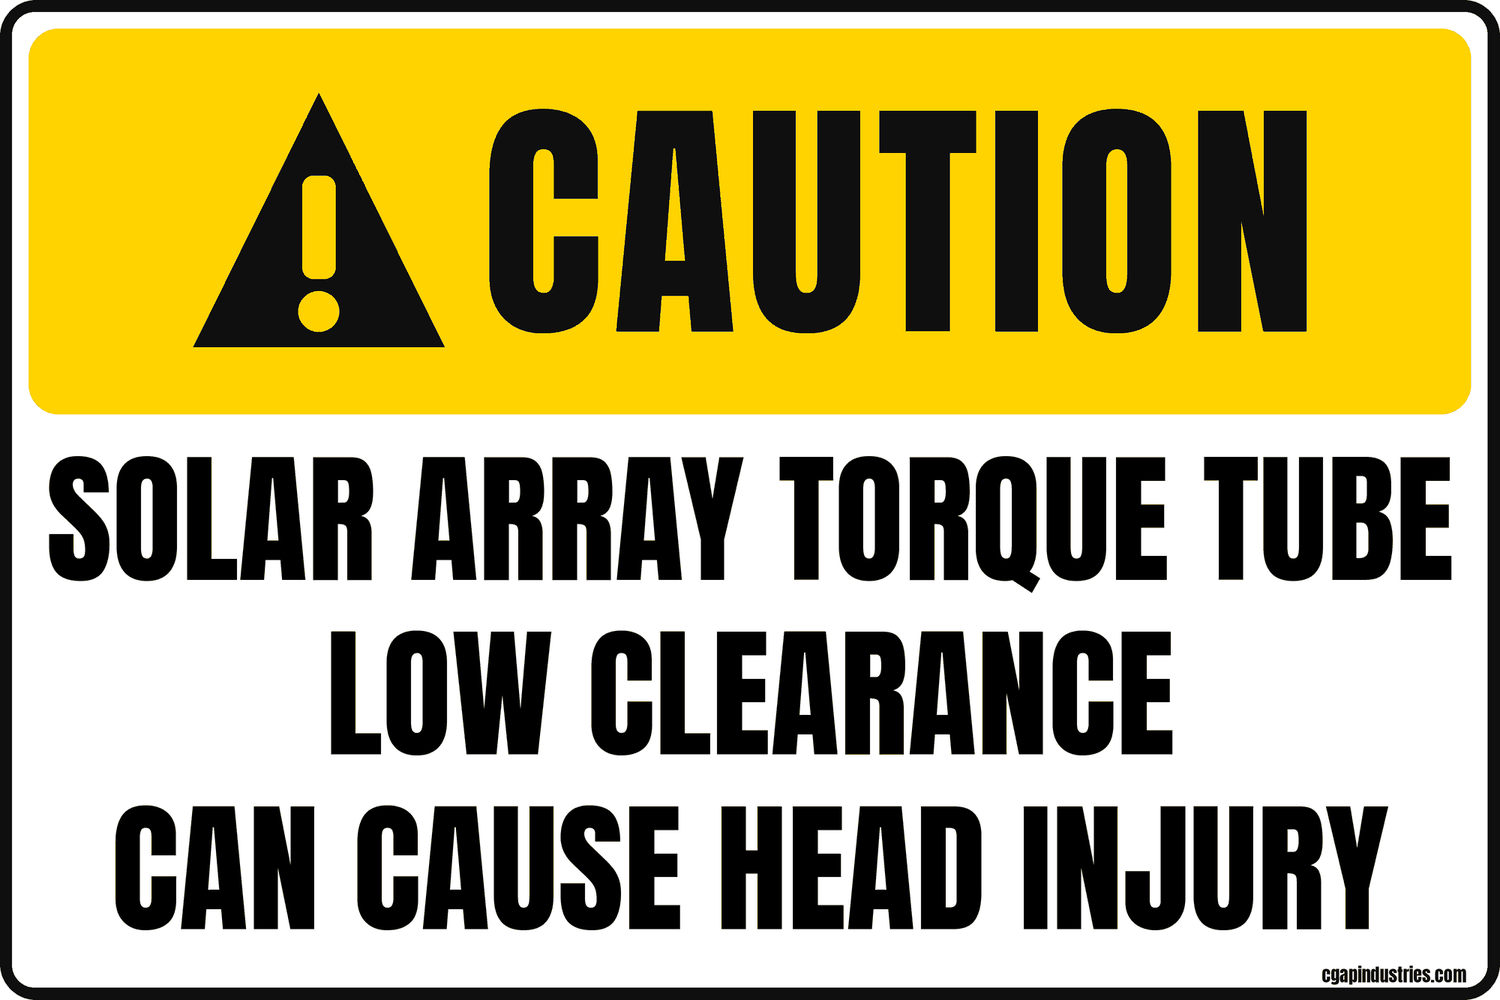 CAUTION
SOLAR ARRAY TORQUE TUBE
LOW CLEARANCE
CAN CAUSE HEAD INJURY
cgapindustries.com